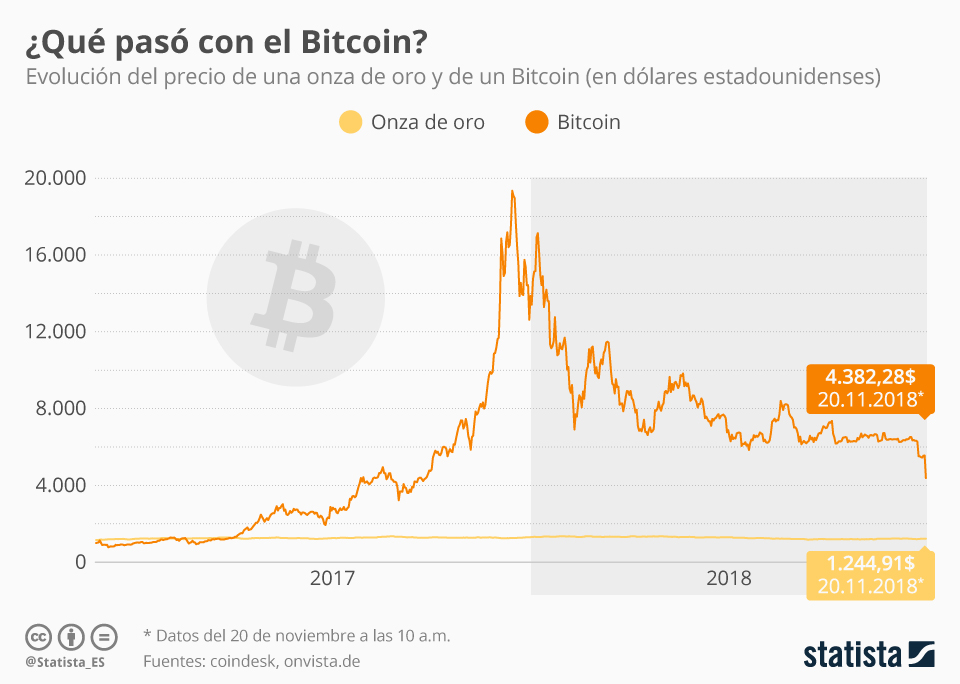 ¿Qué pasó con el Bitcoin?
Evolución del precio de una onza de oro y de un Bitcoin (en dólares estadounidenses)
Onza de oro
Bitcoin
20.000
16.000
12.000
8.000
4.000
0
4.382,28$
20.11.2018*
1.244,91$
20.11.2018*
2017
2018
cc
@Statista_ES
* Datos del 20 de noviembre a las 10 a.m.
Fuentes: coindesk, onvista.de
statista